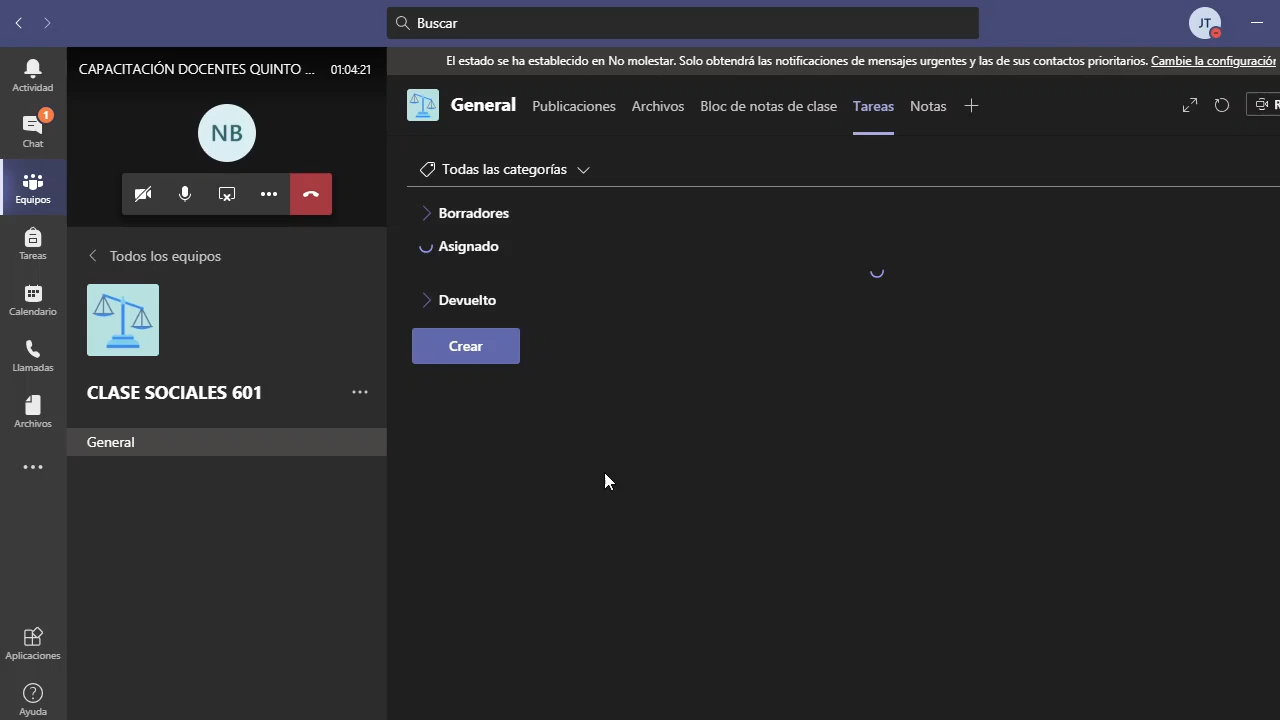 Buscar
JT
CAPACITACIÓN DOCENTES QUINTO ... 01:04:21
El estado se ha establecido en No molestar. Solo obtendrá las notificaciones de mensajes urgentes y las de sus contactos prioritarios. Cambie la configuración
Actividad
NB
General Publicaciones Archivos Bloc de notas de clase Tareas Notas
1
Chat
Todas las categorías
Equipos
Borradores
Tareas
Asignado
Todos los equipos
Calendario
Devuelto
Crear
Llamadas
CLASE SOCIALES 601
Archivos
General
Aplicaciones
Ayuda